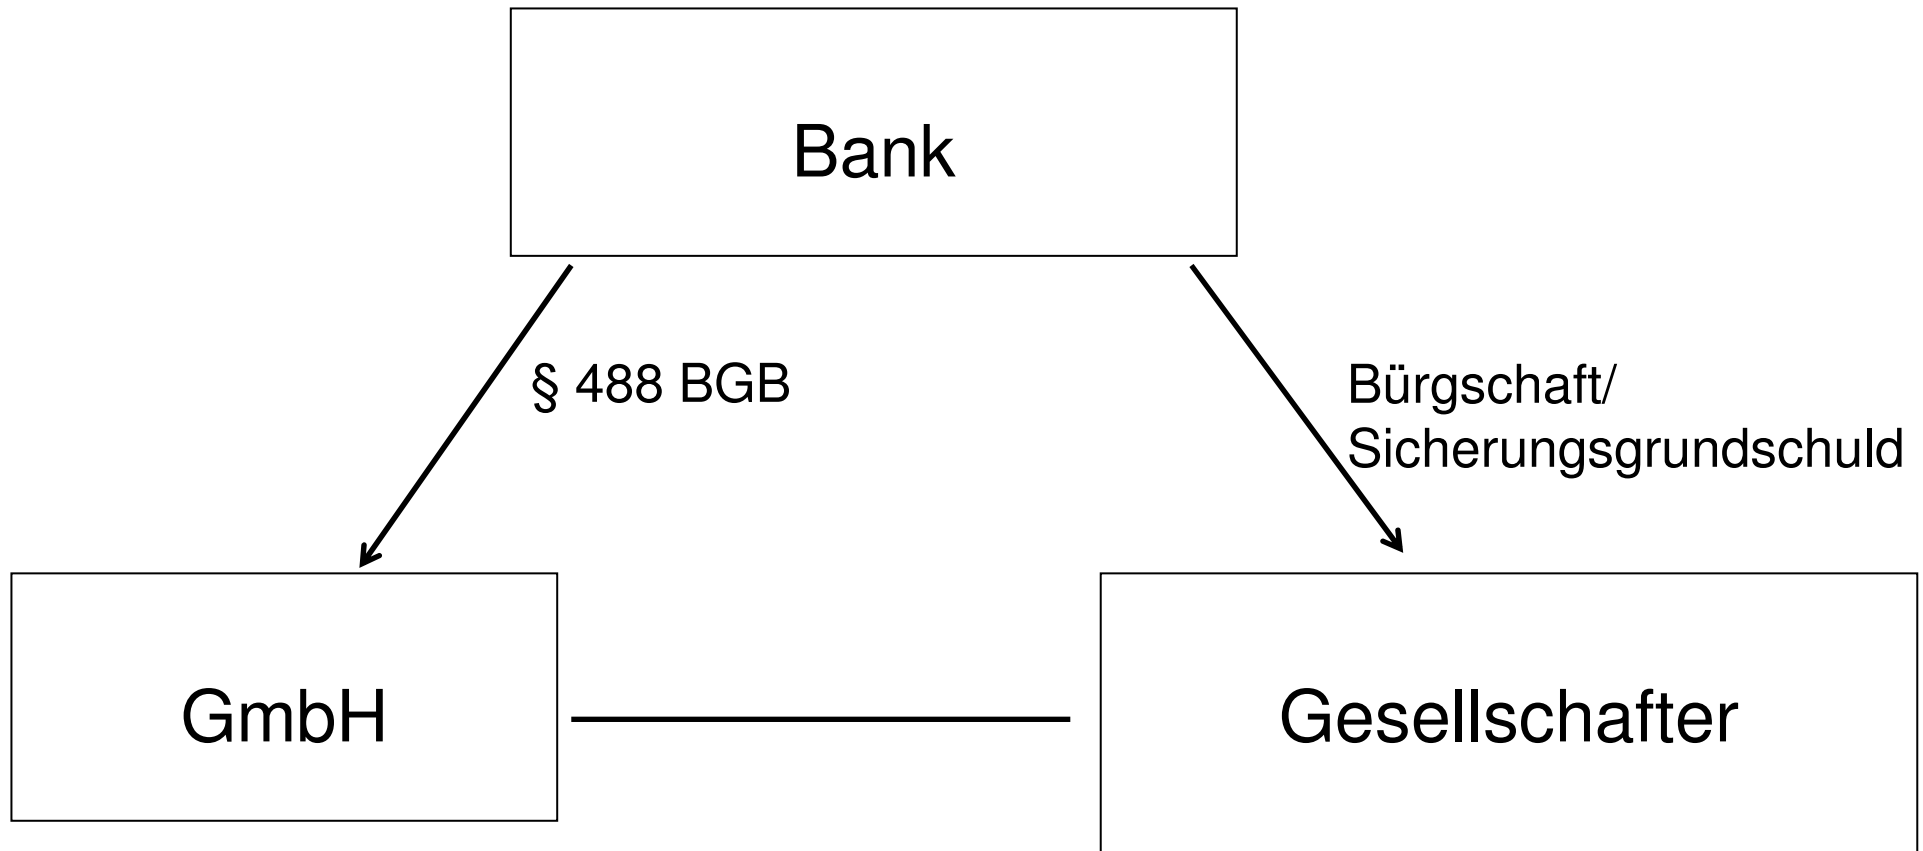 Bank
§ 488 BGB
Bürgschaft/
Sicherungsgrundschuld
GmbH
Gesellschafter